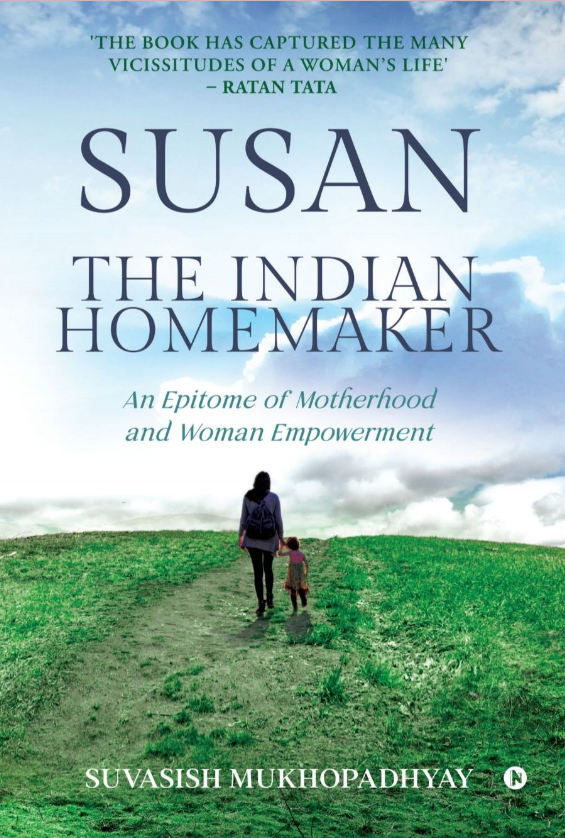 'THE BOOK HAS CAPTURED THE MANY
VICISSITUDES OF A WOMAN'S LIFE'
– RATAN TATA
SUSAN
THE INDIAN
HOMEMAKER
An Epitome of Motherhood
and Woman Empowerment
SUVASISH MUKHOPADHYAY
N